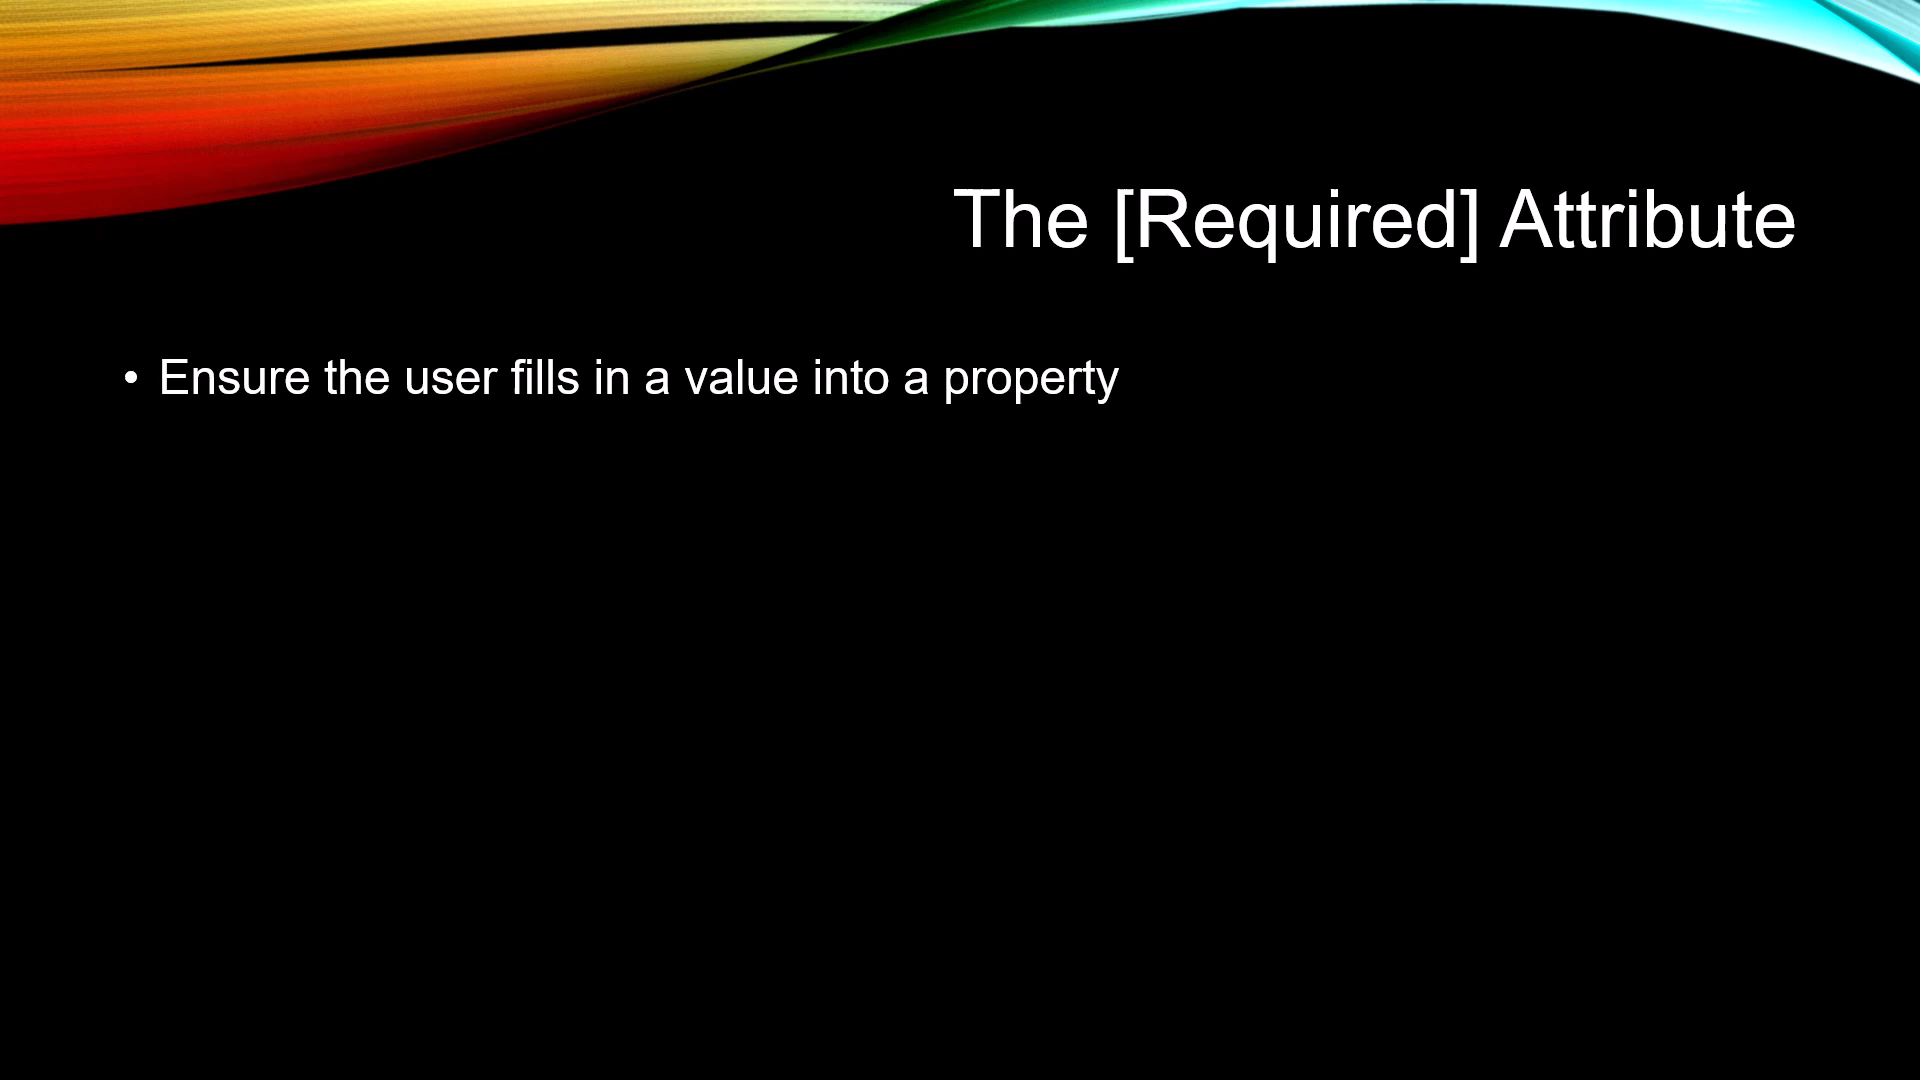 The [Required] Attribute
• Ensure the user fills in a value into a property